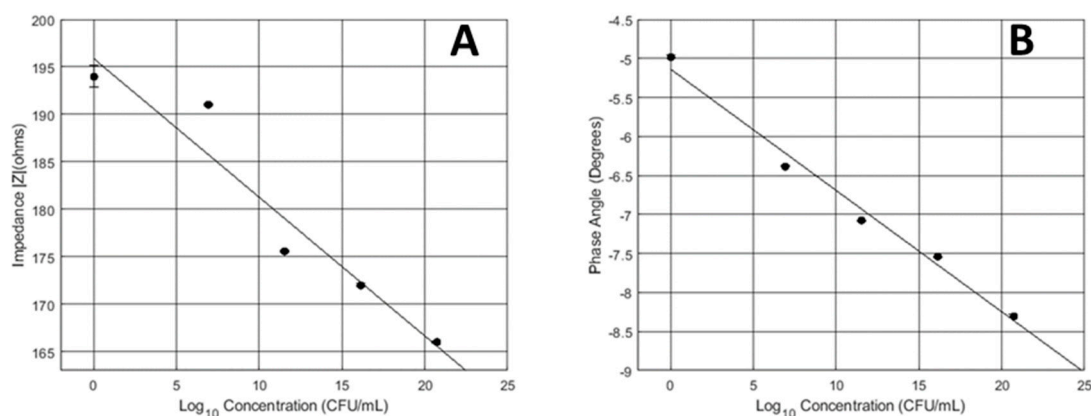 A
200
195
190
185
180
175
170
165
0 5 10 15 20 25
Impedance |Z|(ohms)
Log10 Concentration (CFU/mL)
B
-4.5
-5
-5.5
-6
-6.5
-7
-7.5
-8
-8.5
-9
0 5 10 15 20 25
Phase Angle (Degrees)
Log10 Concentration (CFU/mL)